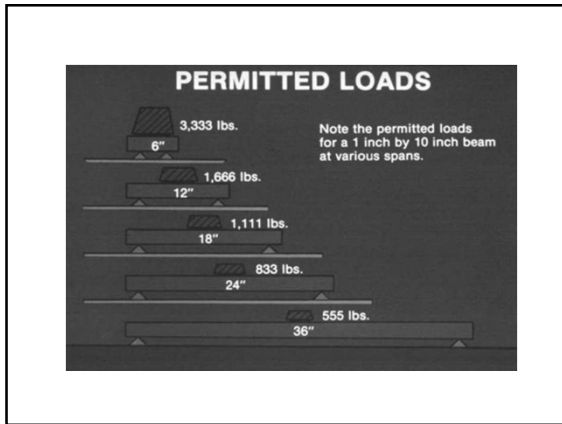 PERMITTED LOADS
3,333 lbs.
6"
Note the permitted loads
for a 1 inch by 10 inch beam
at various spans.
1,666 lbs.
12"
1,111 lbs.
18"
833 lbs.
24"
555 lbs.
36"